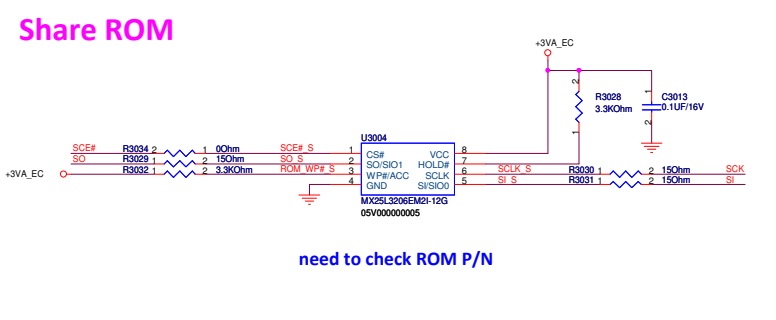 Share ROM
+3VA_EC
2
R3028
3.3KOhm
1
1
C3013
0.1UF/16V
2
U3004
SCE# R3034 2 1 0Ohm SCE#_S 1 CS# VCC 8
SO R3029 1 2 15Ohm SO_S 2 SO/SIO1 HOLD# 7
+3VA_EC R3032 1 2 3.3KOhm ROM_WP#_S 3 WP#/ACC SCLK 6 SCLK_S R3030 1 2 15Ohm SCK
4 GND SI/SIO0 5 SI_S R3031 1 2 15Ohm SI
MX25L3206EM2I-12G
05V000000005
need to check ROM P/N